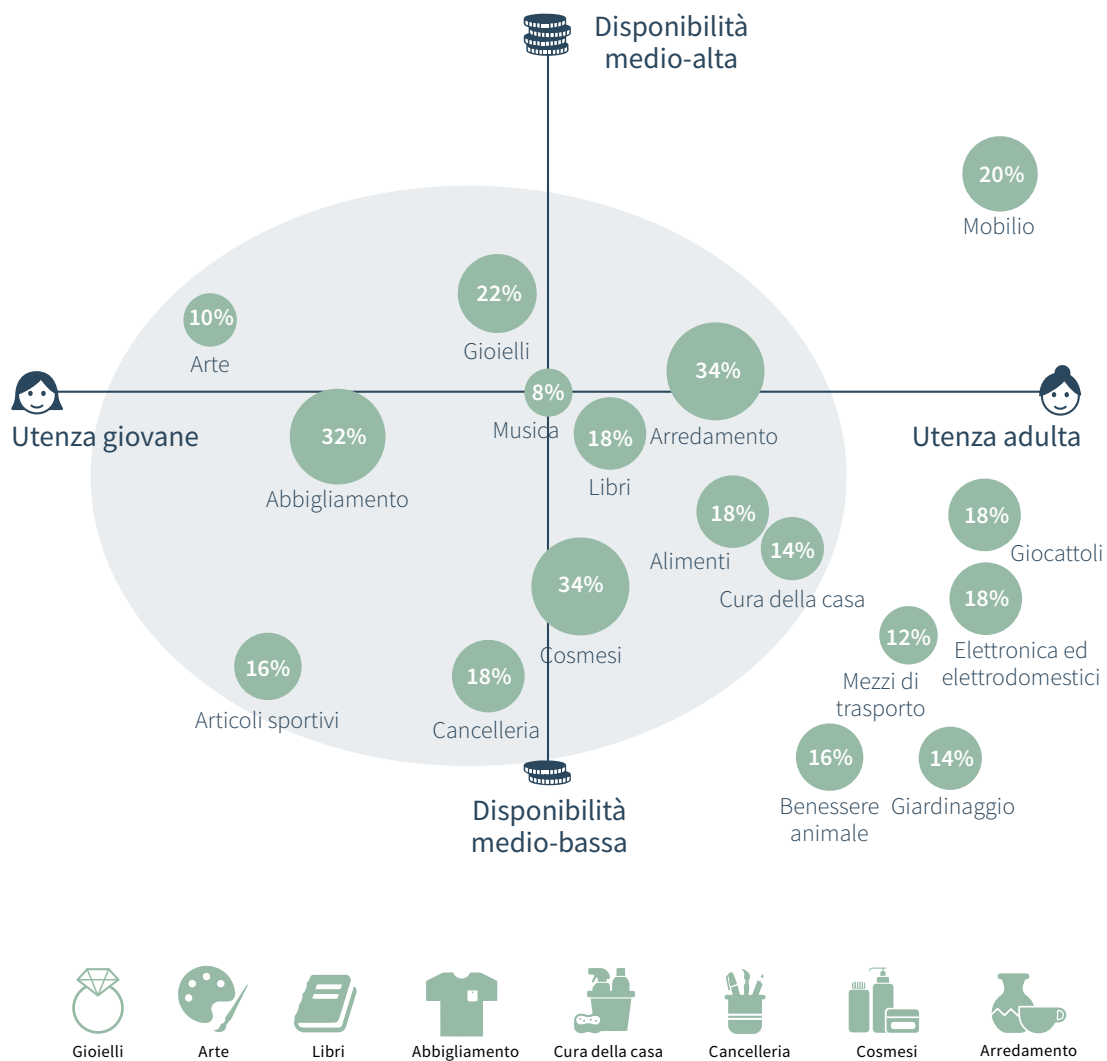 Disponibilità
medio-alta
20%
Mobilio
22%
Gioielli
10%
Arte
34%
Arredamento
8%
Musica
Utenza giovane
Utenza adulta
32%
Abbigliamento
18%
Libri
18%
Alimenti
14%
Cura della casa
18%
Giocattoli
34%
Cosmesi
18%
Elettronica ed
elettrodomestici
12%
Mezzi di
trasporto
16%
Articoli sportivi
18%
Cancelleria
16%
Benessere
animale
14%
Giardinaggio
Disponibilità
medio-bassa
Gioielli
Arte
Libri
Abbigliamento
Cura della casa
Cancelleria
Cosmesi
Arredamento